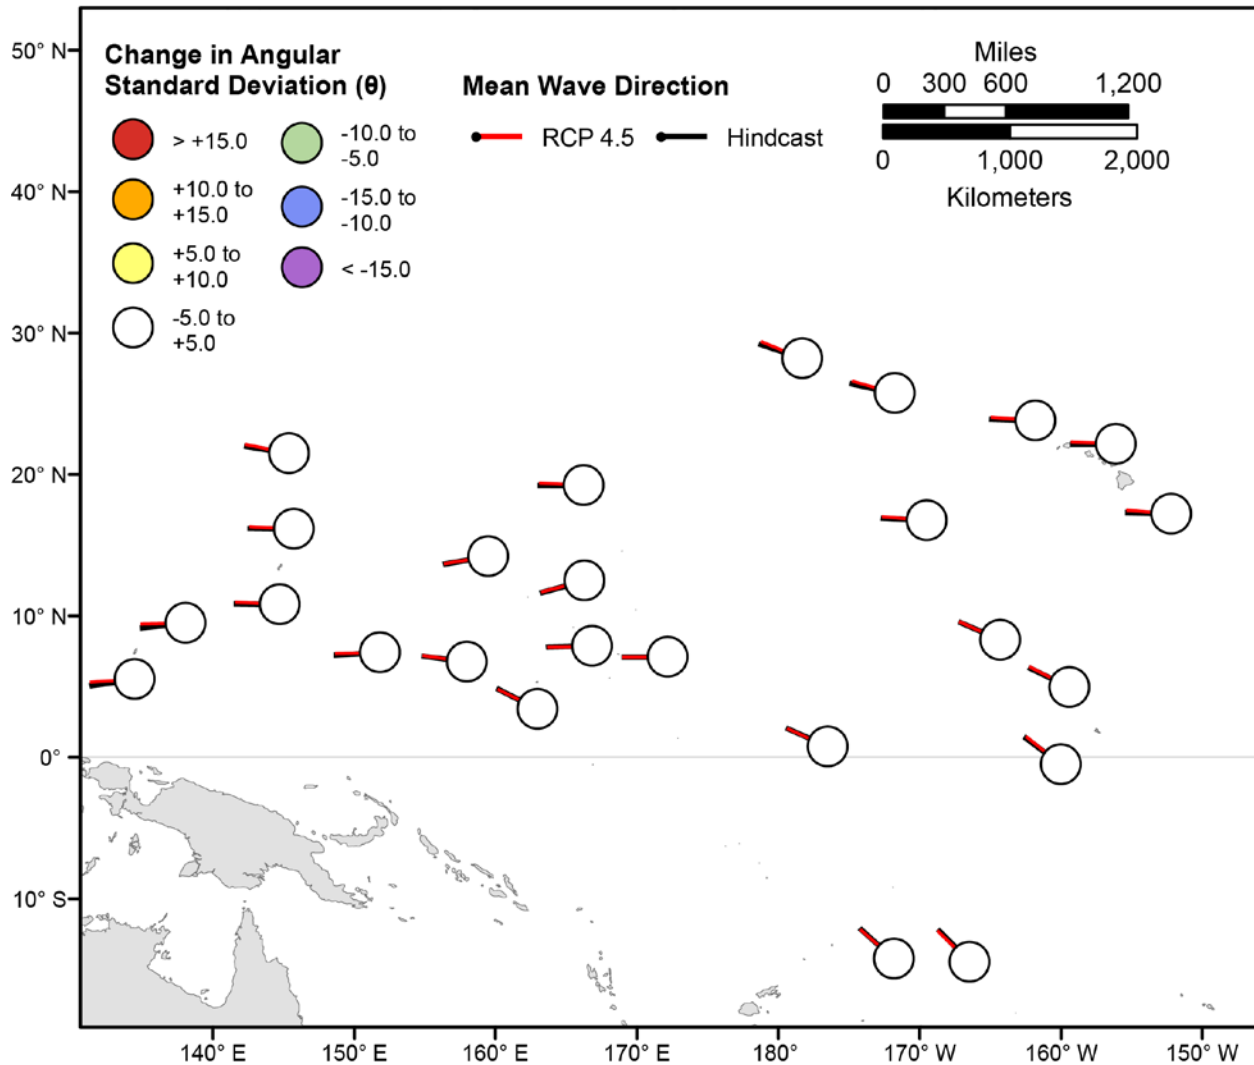 Change in Angular
Standard Deviation (θ)
> +15.0
+10.0 to
+15.0
+5.0 to
+10.0
-5.0 to
+5.0
-10.0 to
-5.0
-15.0 to
-10.0
< -15.0
Mean Wave Direction
RCP 4.5
Hindcast
Miles
0 300 600 1,200
0 1,000 2,000
Kilometers
50° N
40° N
30° N
20° N
10° N
0°
10° S
140° E 150° E 160° E 170° E 180° 170° W 160° W 150° W